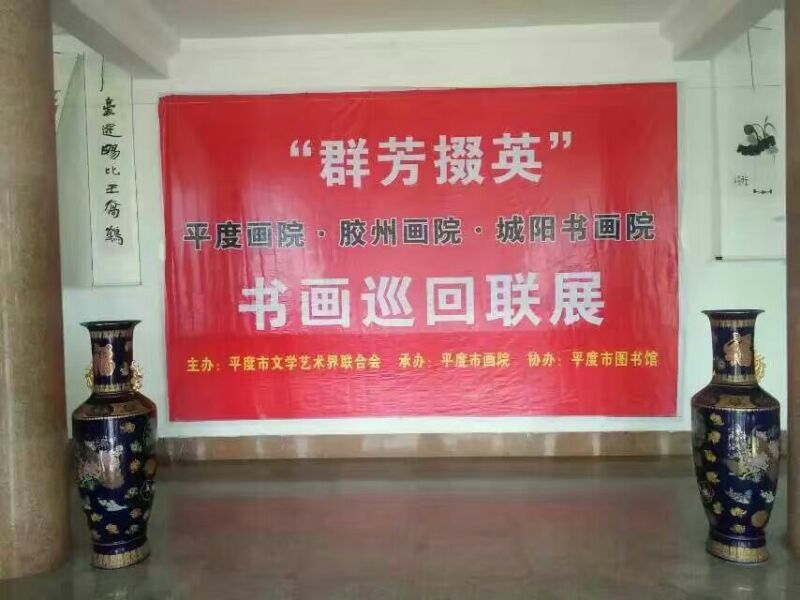 “群芳掇英”
平度画院·胶州画院·城阳书画院
书画巡回联展
主办：平度市文学艺术界联合会 承办：平度市画院 协办：平度市图书馆